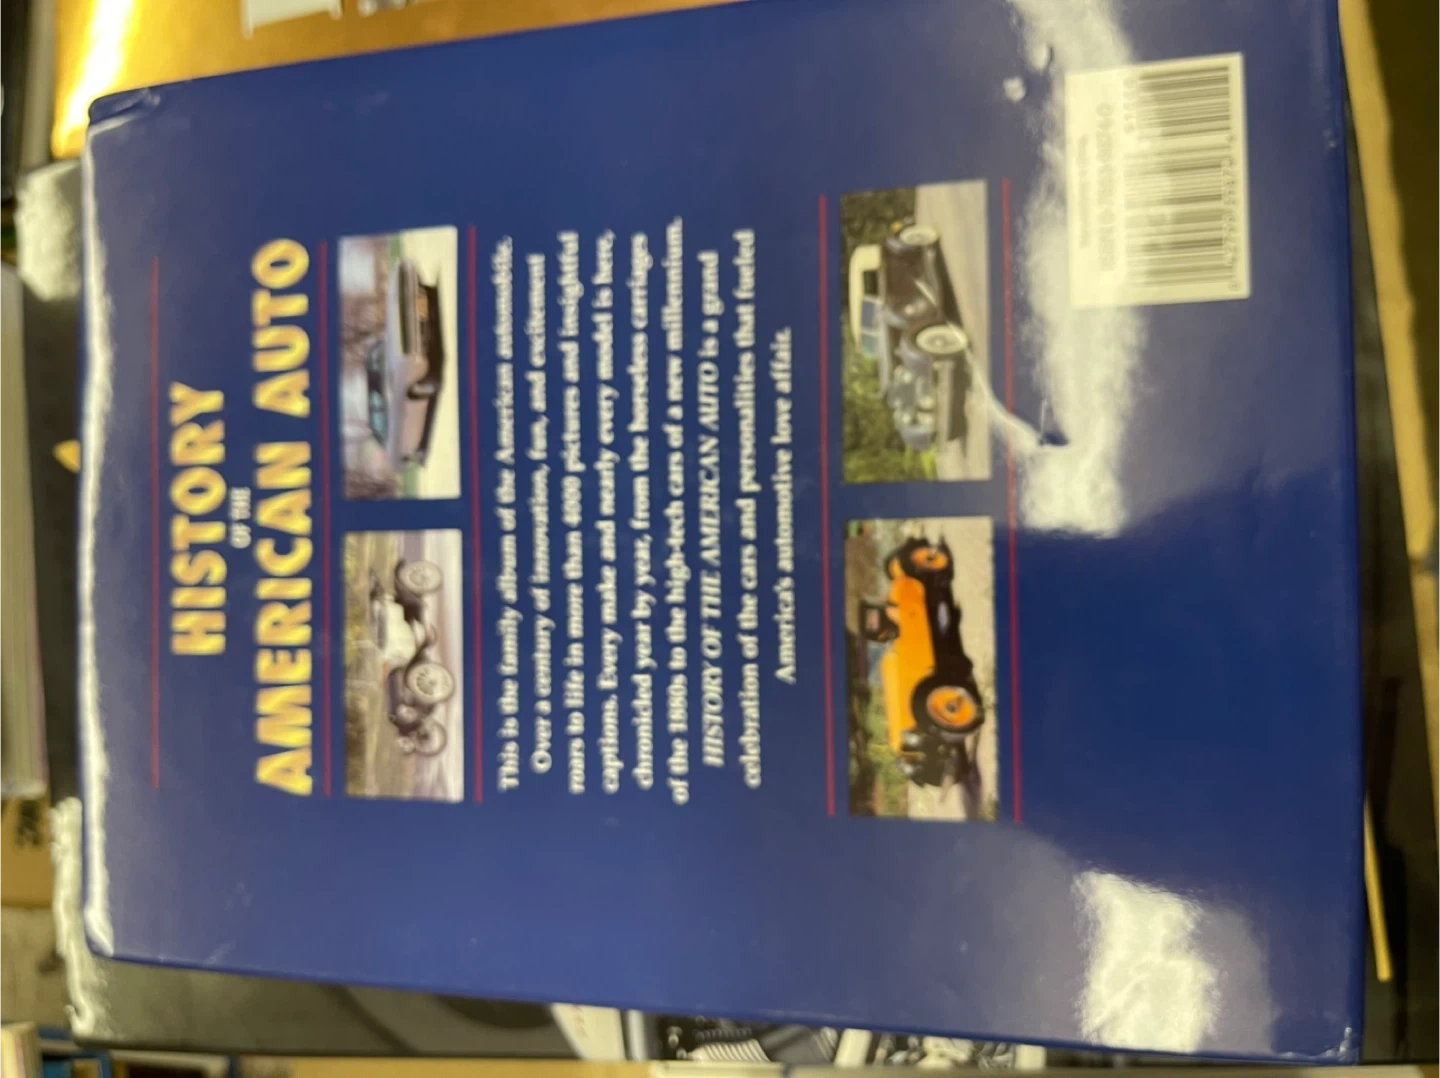 HISTORY
OF THE
AMERICAN AUTO
This is the family album of the American automobile.
Over a century of innovation, fun, and excitement
roars to life in more than 4000 pictures and insightful
captions. Every make and nearly every model is here,
chronicled year by year, from the horseless carriages
of the 1880s to the high-tech cars of a new millennium.
HISTORY OF THE AMERICAN AUTO is a grand
celebration of the cars and personalities that fueled
America's automotive love affair.